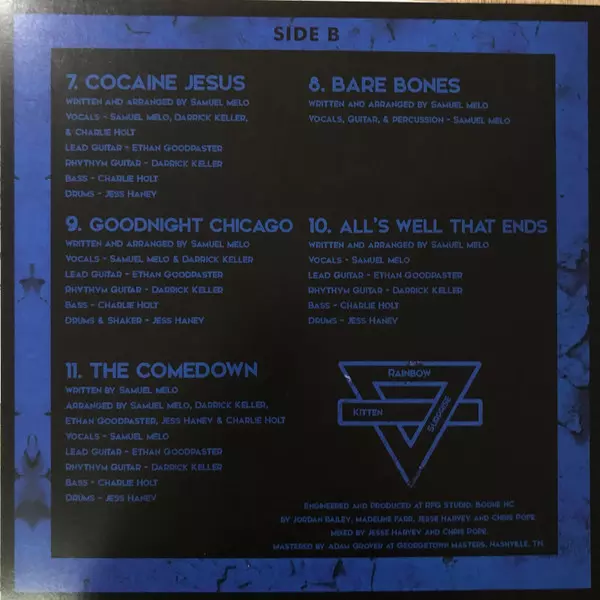 SIDE B
7. COCAINE JESUS
WRITTEN AND ARRANGED BY SAMUEL MELO
VOCALS - SAMUEL MELO, DARRICK KELLER,
& CHARLIE HOLT
LEAD GUITAR - ETHAN GOODPASTER
RHYTHYM GUITAR - DARRICK KELLER
BASS - CHARLIE HOLT
DRUMS - JESS HANEY
8. BARE BONES
WRITTEN AND ARRANGED BY SAMUEL MELO
VOCALS, GUITAR, & PERCUSSION - SAMUEL MELO
9. GOODNIGHT CHICAGO
WRITTEN AND ARRANGED BY SAMUEL MELO
VOCALS - SAMUEL MELO & DARRICK KELLER
LEAD GUITAR - ETHAN GOODPASTER
RHYTHYM GUITAR - DARRICK KELLER
BASS - CHARLIE HOLT
DRUMS & SHAKER - JESS HANEY
10. ALL'S WELL THAT ENDS
WRITTEN AND ARRANGED BY SAMUEL MELO
VOCALS - SAMUEL MELO
LEAD GUITAR - ETHAN GOODPASTER
RHYTHYM GUITAR - DARRICK KELLER
BASS - CHARLIE HOLT
DRUMS - JESS HANEY
11. THE COMEDOWN
WRITTEN BY SAMUEL MELO
ARRANGED BY SAMUEL MELO, DARRICK KELLER,
ETHAN GOODPASTER, JESS HANEY & CHARLIE HOLT
VOCALS - SAMUEL MELO
LEAD GUITAR - ETHAN GOODPASTER
RHYTHYM GUITAR - DARRICK KELLER
BASS - CHARLIE HOLT
DRUMS - JESS HANEY
RAINBOW
KITTEN
SURPRISE
ENGINEERED AND PRODUCED AT RPG STUDIO: BOONE NC
BY JORDAN BAILEY, MADELINE FARR, JESSE HARVEY AND CHRIS POPE.
MIXED BY JESSE HARVEY AND CHRIS POPE.
MASTERED BY ADAM GROVER AT GEORGETOWN MASTERS. NASHVILLE, TN.